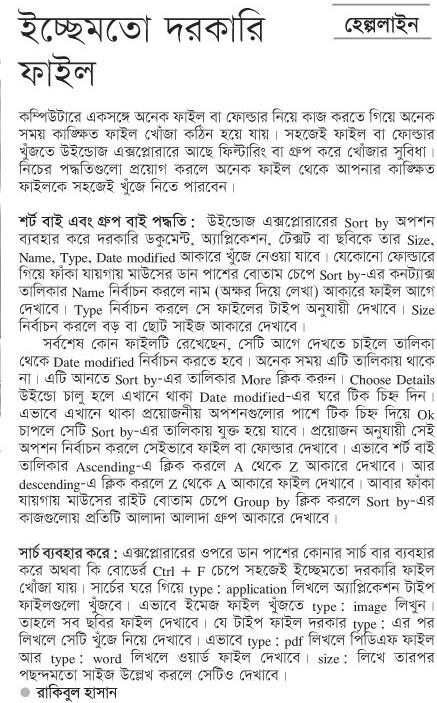 ইচ্ছেমতো দরকারি
ফাইল
হেল্পলাইন
কম্পিউটারে একসঙ্গে অনেক ফাইল বা ফোল্ডার নিয়ে কাজ করতে গিয়ে অনেক
সময় কাঙ্ক্ষিত ফাইল খোঁজা কঠিন হয়ে যায়। সহজেই ফাইল বা ফোল্ডার
খুঁজতে উইন্ডোজ এক্সপ্লোরারে আছে ফিল্টারিং বা গ্রুপ করে খোঁজার সুবিধা।
নিচের পদ্ধতিগুলো প্রয়োগ করলে অনেক ফাইল থেকে আপনার কাঙ্ক্ষিত
ফাইলকে সহজেই খুঁজে নিতে পারবেন।
শর্ট বাই এবং গ্রুপ বাই পদ্ধতি : উইন্ডোজ এক্সপ্লোরারের Sort by অপশন
ব্যবহার করে দরকারি ডকুমেন্ট, অ্যাপ্লিকেশন, টেক্সট বা ছবিকে তার Size,
Name, Type, Date modified আকারে খুঁজে নেওয়া যাবে। যেকোনো ফোল্ডারে
গিয়ে ফাঁকা যায়গায় মাউসের ডান পাশের বোতাম চেপে Sort by-এর কনট্যাক্স
তালিকার Name নির্বাচন করলে নাম (অক্ষর দিয়ে লেখা) আকারে ফাইল আগে
দেখাবে। Type নির্বাচন করলে সে ফাইলের টাইপ অনুযায়ী দেখাবে। Size
নির্বাচন করলে বড় বা ছোট সাইজ আকারে দেখাবে।
সর্বশেষ কোন ফাইলটি রেখেছেন, সেটি আগে দেখতে চাইলে তালিকা
থেকে Date modified নির্বাচন করতে হবে। অনেক সময় এটি তালিকায় থাকে
না। এটি আনতে Sort by-এর তালিকার More ক্লিক করুন। Choose Details
উইন্ডো চালু হলে এখানে থাকা Date modified-এর ঘরে টিক চিহ্ন দিন।
এভাবে এখানে থাকা প্রয়োজনীয় অপশনগুলোর পাশে টিক চিহ্ন দিয়ে Ok
চাপলে সেটি Sort by-এর তালিকায় যুক্ত হয়ে যাবে। প্রয়োজন অনুযায়ী সেই
অপশন নির্বাচন করলে সেইভাবে ফাইল বা ফোল্ডার দেখাবে। এভাবে শর্ট বাই
তালিকার Ascending-এ ক্লিক করলে A থেকে Z আকারে দেখাবে। আর
descending-এ ক্লিক করলে Z থেকে A আকারে ফাইল দেখাবে। আবার ফাঁকা
যায়গায় মাউসের রাইট বোতাম চেপে Group by ক্লিক করলে Sort by-এর
কাজগুলোয় প্রতিটি আলাদা আলাদা গ্রুপ আকারে দেখাবে।
সার্চ ব্যবহার করে : এক্সপ্লোরারের ওপরে ডান পাশের কোনার সার্চ বার ব্যবহার
করে অথবা কি বোর্ডের Ctrl + F চেপে সহজেই ইচ্ছেমতো দরকারি ফাইল
খোঁজা যায়। সার্চের ঘরে গিয়ে type : application লিখলে অ্যাপ্লিকেশন টাইপ
ফাইলগুলো খুঁজবে। এভাবে ইমেজ ফাইল খুঁজতে type : image লিখুন।
তাহলে সব ছবির ফাইল দেখাবে। যে টাইপ ফাইল দরকার type : এর পর
লিখলে সেটি খুঁজে নিয়ে দেখাবে। এভাবে type : pdf লিখলে পিডিএফ ফাইল
আর type : word লিখলে ওয়ার্ড ফাইল দেখাবে। size : লিখে তারপর
পছন্দমতো সাইজ উল্লেখ করলে সেটিও দেখাবে।
● রাকিবুল হাসান